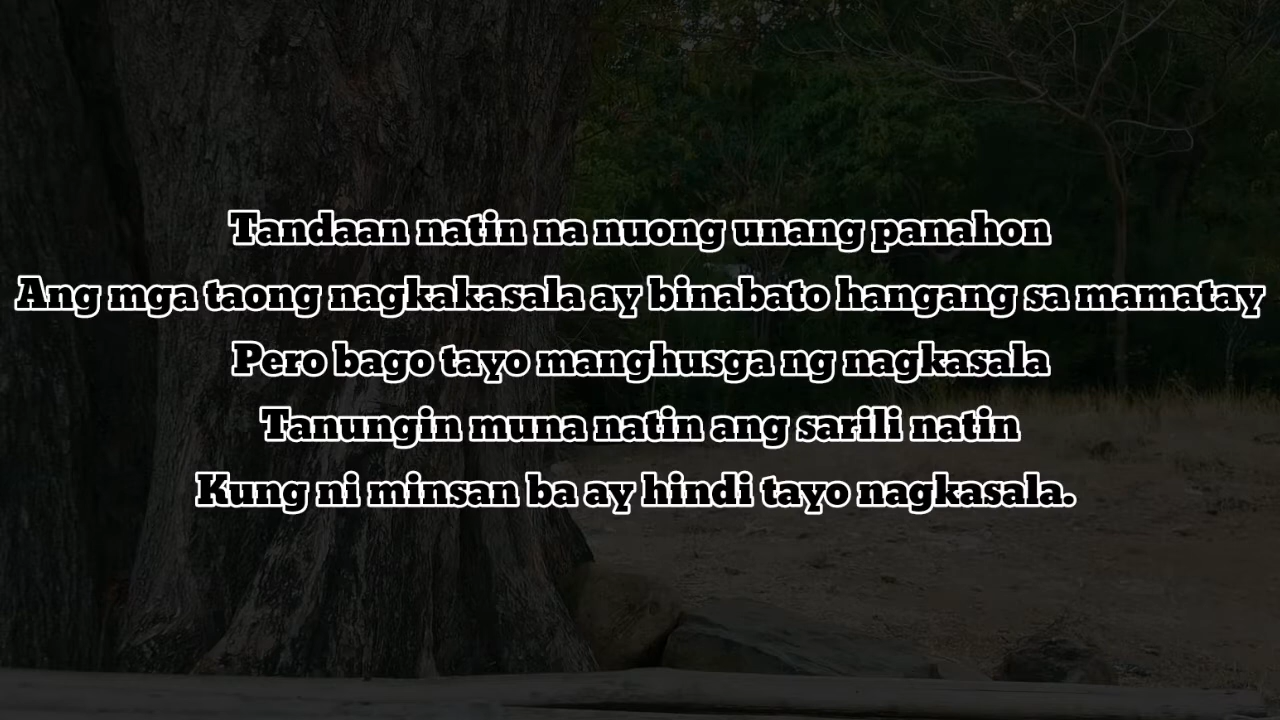 Tandaan natin na nuong unang panahon
Ang mga taong nagkakasala ay binabato hangang sa mamatay
Pero bago tayo manghusga ng nagkasala
Tanungin muna natin ang sarili natin
Kung ni minsan ba ay hindi tayo nagkasala.